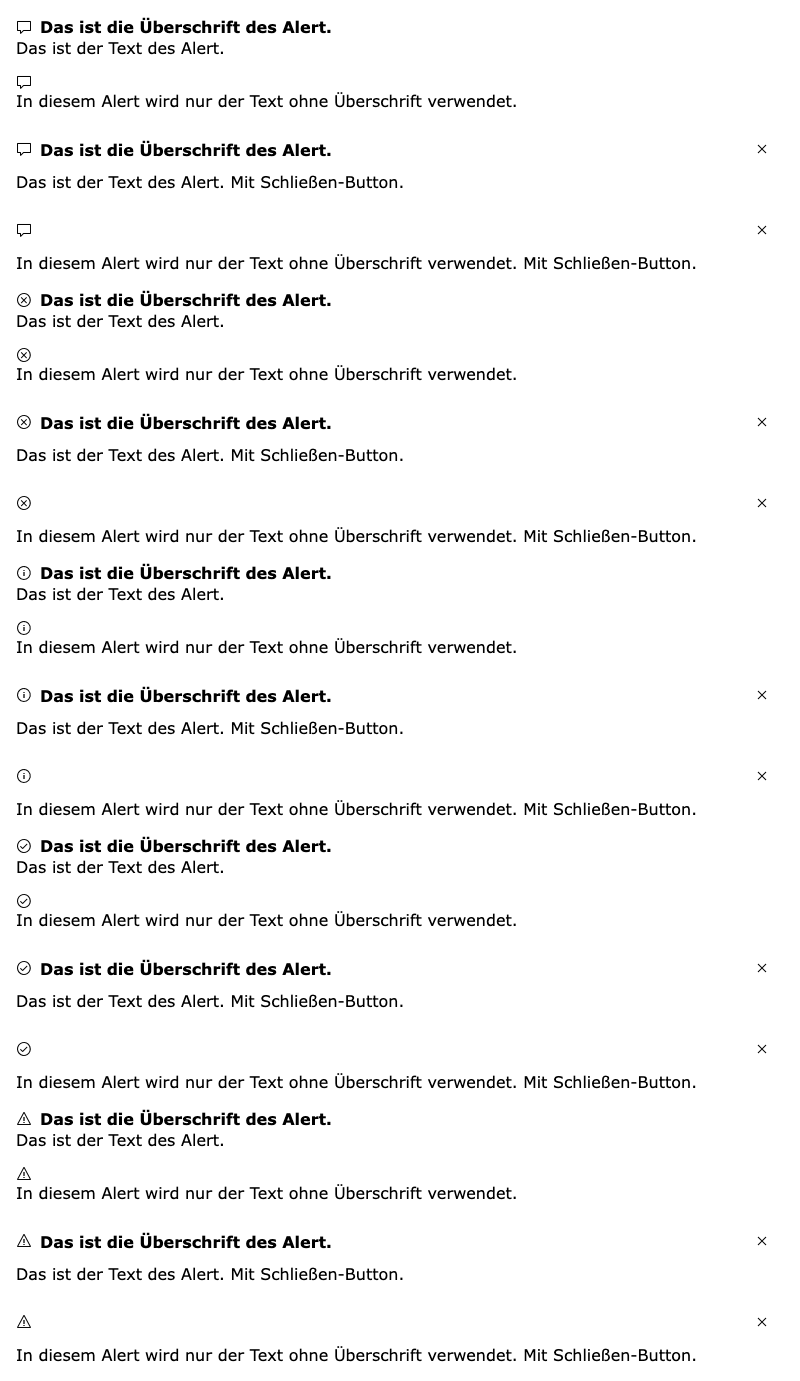 Das ist die Überschrift des Alert.
Das ist der Text des Alert.
In diesem Alert wird nur der Text ohne Überschrift verwendet.
Das ist die Überschrift des Alert.
Das ist der Text des Alert. Mit Schließen-Button.
In diesem Alert wird nur der Text ohne Überschrift verwendet. Mit Schließen-Button.
Das ist die Überschrift des Alert.
Das ist der Text des Alert.
In diesem Alert wird nur der Text ohne Überschrift verwendet.
Das ist die Überschrift des Alert.
Das ist der Text des Alert. Mit Schließen-Button.
In diesem Alert wird nur der Text ohne Überschrift verwendet. Mit Schließen-Button.
Das ist die Überschrift des Alert.
Das ist der Text des Alert.
In diesem Alert wird nur der Text ohne Überschrift verwendet.
Das ist die Überschrift des Alert.
Das ist der Text des Alert. Mit Schließen-Button.
In diesem Alert wird nur der Text ohne Überschrift verwendet. Mit Schließen-Button.
Das ist die Überschrift des Alert.
Das ist der Text des Alert.
In diesem Alert wird nur der Text ohne Überschrift verwendet.
Das ist die Überschrift des Alert.
Das ist der Text des Alert. Mit Schließen-Button.
In diesem Alert wird nur der Text ohne Überschrift verwendet. Mit Schließen-Button.
Das ist die Überschrift des Alert.
Das ist der Text des Alert.
In diesem Alert wird nur der Text ohne Überschrift verwendet.
Das ist die Überschrift des Alert.
Das ist der Text des Alert. Mit Schließen-Button.
In diesem Alert wird nur der Text ohne Überschrift verwendet. Mit Schließen-Button.